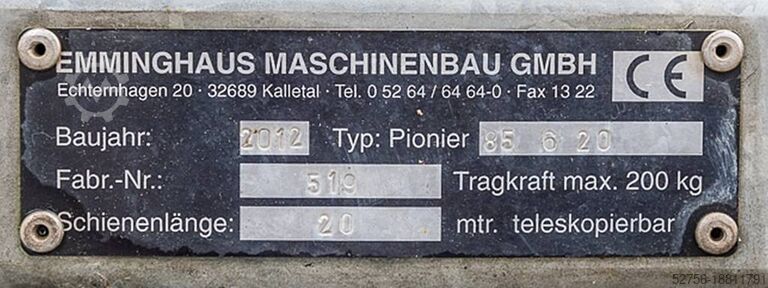 EMMINGHAUS MASCHINENBAU GMBH CE
Echternhagen 20 · 32689 Kalletal · Tel. 0 52 64 / 64 64-0 · Fax 13 22
Baujahr: 2012 Typ: Pionier 85 6 20
Fabr.-Nr.: 519 Tragkraft max. 200 kg
Schienenlänge: 20 mtr. teleskopierbar
52756-18811791